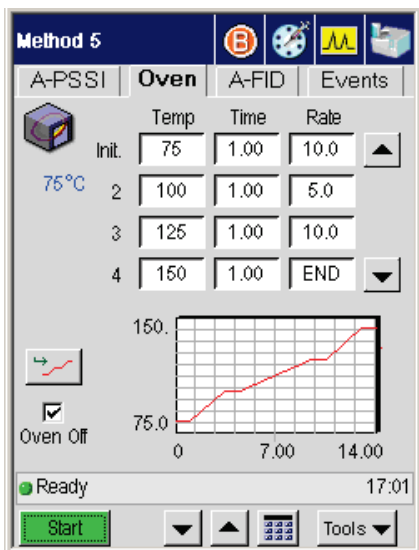 Method 5
B
A-PSSI Oven A-FID Events
Temp Time Rate
Init. 75 1.00 10.0
75°C
2 100 1.00 5.0
3 125 1.00 10.0
4 150 1.00 END
150.
75.0
0 7.00 14.00
Oven Off
Ready 17:01
Start Tools